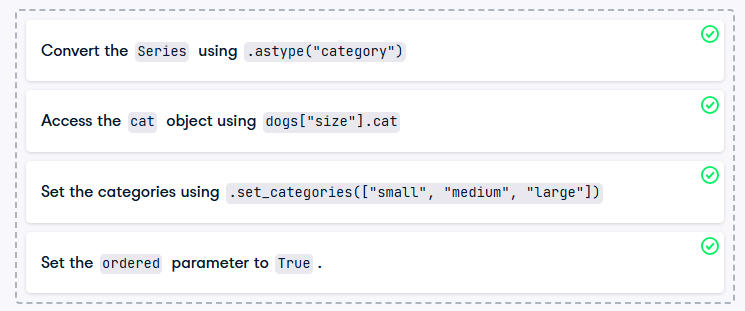 Convert the Series using .astype("category")
Access the cat object using dogs["size"].cat
Set the categories using .set_categories(["small", "medium", "large"])
Set the ordered parameter to True .